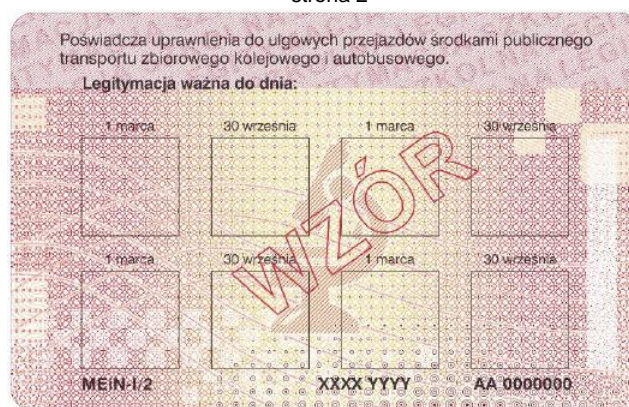 strona 2
Poświadcza uprawnienia do ulgowych przejazdów środkami publicznego
transportu zbiorowego kolejowego i autobusowego.
Legitymacja ważna do dnia:
1 marca 30 września 1 marca 30 września
WZÓR
1 marca 30 września 1 marca 30 września
MEiN-I/2 XXXX YYYY AA 0000000